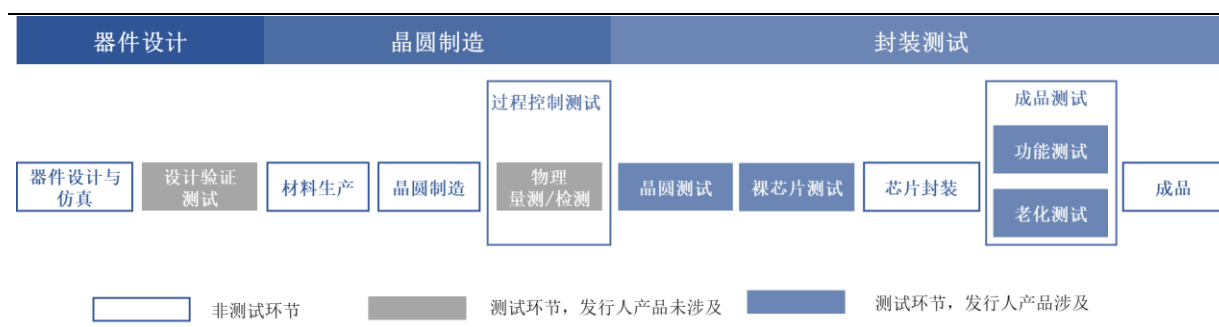 器件设计
晶圆制造
封装测试
器件设计与
仿真
设计验证
测试
材料生产
晶圆制造
过程控制测试
物理
量测/检测
晶圆测试
裸芯片测试
芯片封装
成品测试
功能测试
老化测试
成品
非测试环节
测试环节，发行人产品未涉及
测试环节，发行人产品涉及